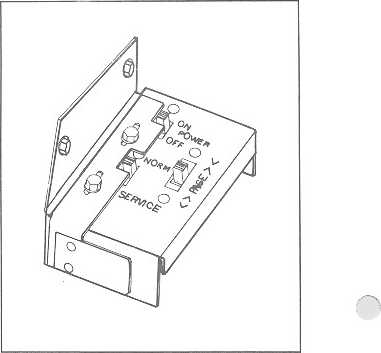 ON
POWER
OFF
NORM
SERVICE
<> PAGE ><